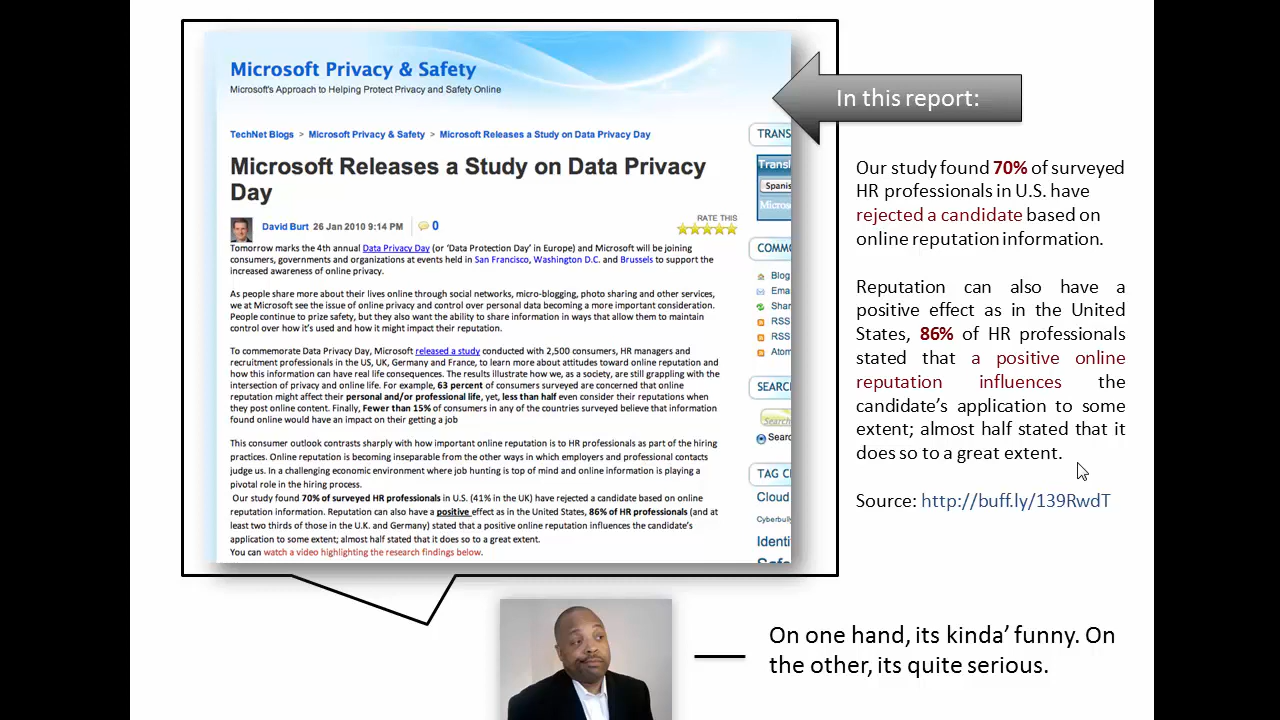 Microsoft Privacy & Safety
Microsoft's Approach to Helping Protect Privacy and Safety Online
TechNet Blogs > Microsoft Privacy & Safety > Microsoft Releases a Study on Data Privacy Day
Microsoft Releases a Study on Data Privacy
Day
David Burt 26 Jan 2010 9:14 PM 0
RATE THIS
Tomorrow marks the 4th annual Data Privacy Day (or 'Data Protection Day' in Europe) and Microsoft will be joining
consumers, governments and organizations at events held in San Francisco, Washington D.C. and Brussels to support the
increased awareness of online privacy.
As people share more about their lives online through social networks, micro-blogging, photo sharing and other services,
we at Microsoft see the issue of online privacy and control over personal data becoming a more important consideration.
People continue to prize safety, but they also want the ability to share information in ways that allow them to maintain
control over how it's used and how it might impact their reputation.
To commemorate Data Privacy Day, Microsoft released a study conducted with 2,500 consumers, HR managers and
recruitment professionals in the US, UK, Germany and France, to learn more about attitudes toward online reputation and
how this information can have real life consequences. The results illustrate how we, as a society, are still grappling with the
intersection of privacy and online life. For example, 63 percent of consumers surveyed are concerned that online
reputation might affect their personal and/or professional life, yet, less than half even consider their reputations when
they post online content. Finally, Fewer than 15% of consumers in any of the countries surveyed believe that information
found online would have an impact on their getting a job
This consumer outlook contrasts sharply with how important online reputation is to HR professionals as part of the hiring
practices. Online reputation is becoming inseparable from the other ways in which employers and professional contacts
judge us. In a challenging economic environment where job hunting is top of mind and online information is playing a
pivotal role in the hiring process.
Our study found 70% of surveyed HR professionals in U.S. (41% in the UK) have rejected a candidate based on online
reputation information. Reputation can also have a positive effect as in the United States, 86% of HR professionals (and at
least two thirds of those in the U.K. and Germany) stated that a positive online reputation influences the candidate's
application to some extent; almost half stated that it does so to a great extent.
You can watch a video highlighting the research findings below.
TRANS
Transl
Spanis
Micros
COMMO
Blog
Ema
Shar
RSS
RSS
Atom
SEARC
Search
Searc
TAG CL
Cloud
Cyberbully
Identi
In this report:
Our study found 70% of surveyed
HR professionals in U.S. have
rejected a candidate based on
online reputation information.
Reputation can also have a
positive effect as in the United
States, 86% of HR professionals
stated that a positive online
reputation influences the
candidate's application to some
extent; almost half stated that it
does so to a great extent.
Source: http://buff.ly/139RwdT
On one hand, its kinda' funny. On
the other, its quite serious.